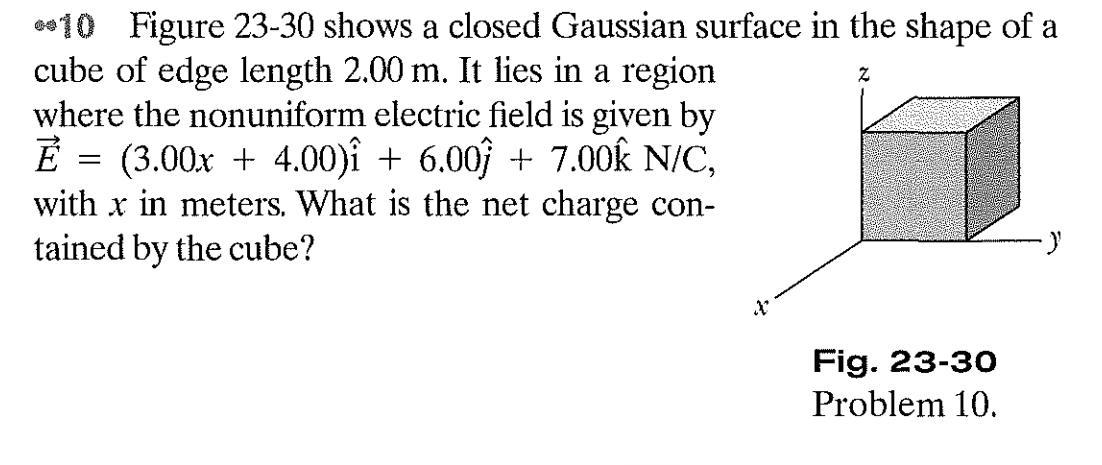 ••10 Figure 23-30 shows a closed Gaussian surface in the shape of a
cube of edge length 2.00 m. It lies in a region
where the nonuniform electric field is given by
E⃗ = (3.00x + 4.00)î + 6.00ĵ + 7.00k̂ N/C,
with x in meters. What is the net charge con-
tained by the cube?
z
y
x
Fig. 23-30
Problem 10.